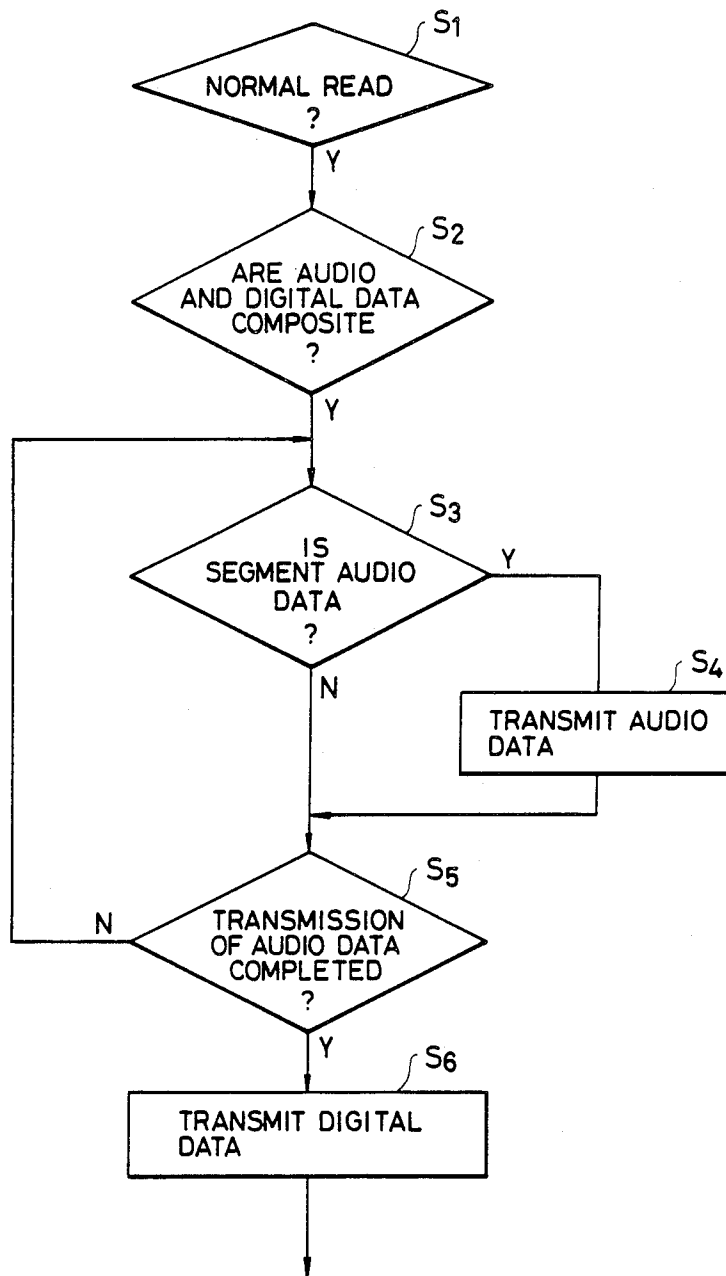 S1
NORMAL READ
?
Y
S2
ARE AUDIO
AND DIGITAL DATA
COMPOSITE
?
Y
S3
IS
SEGMENT AUDIO
DATA
?
Y
N
S4
TRANSMIT AUDIO
DATA
S5
TRANSMISSION
OF AUDIO DATA
COMPLETED
?
N
Y
S6
TRANSMIT DIGITAL
DATA